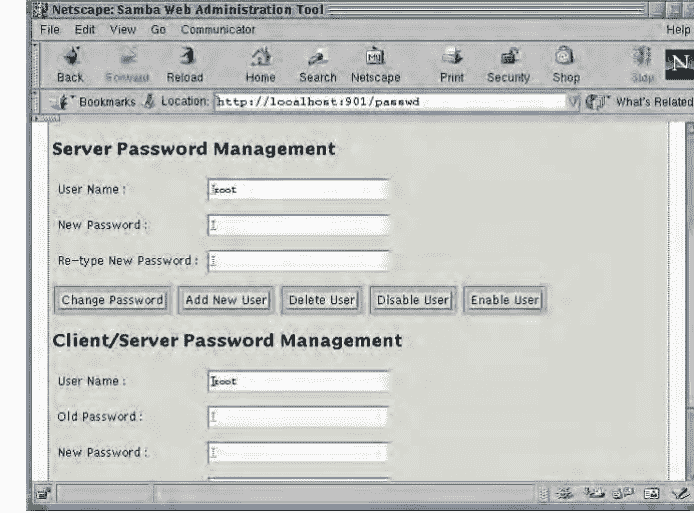 Netscape: Samba Web Administration Tool
File Edit View Go Communicator Help
Back Forward Reload Home Search Netscape Print Security Shop Stop
My
N
Bookmarks Location: http://localhost:901/passwd What's Related
Server Password Management
User Name : root
New Password :
Re-type New Password :
Change Password Add New User Delete User Disable User Enable User
Client/Server Password Management
User Name : root
Old Password :
New Password :